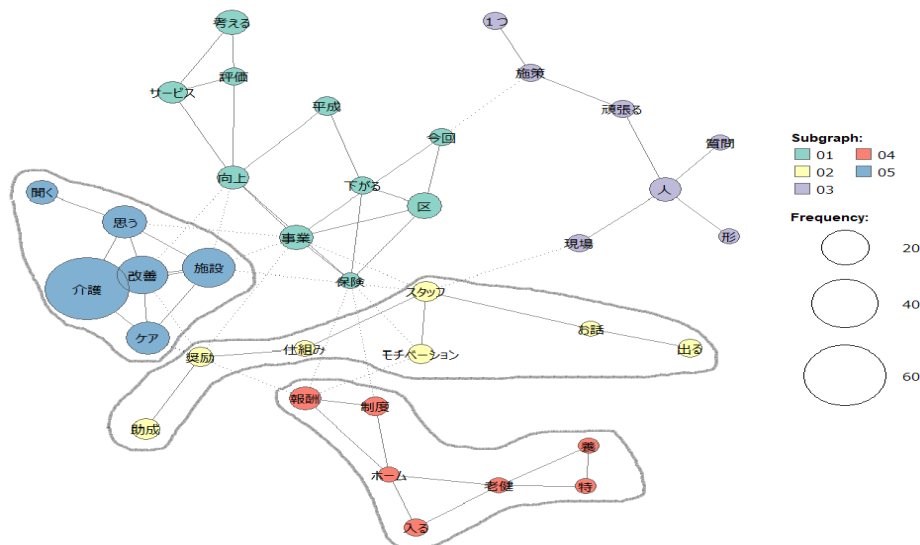 考える
1つ
評価
施策
サービス
平成
頑張る
今回
質問
向上
下がる
人
聞く
区
思う
事業
現場
形
改善
施設
介護
保険
スタッフ
ケア
お話
奨励
仕組み
モチベーション
出る
報酬
制度
助成
養
ホーム
老健
特
入る
Subgraph:
01
04
02
05
03
Frequency:
20
40
60